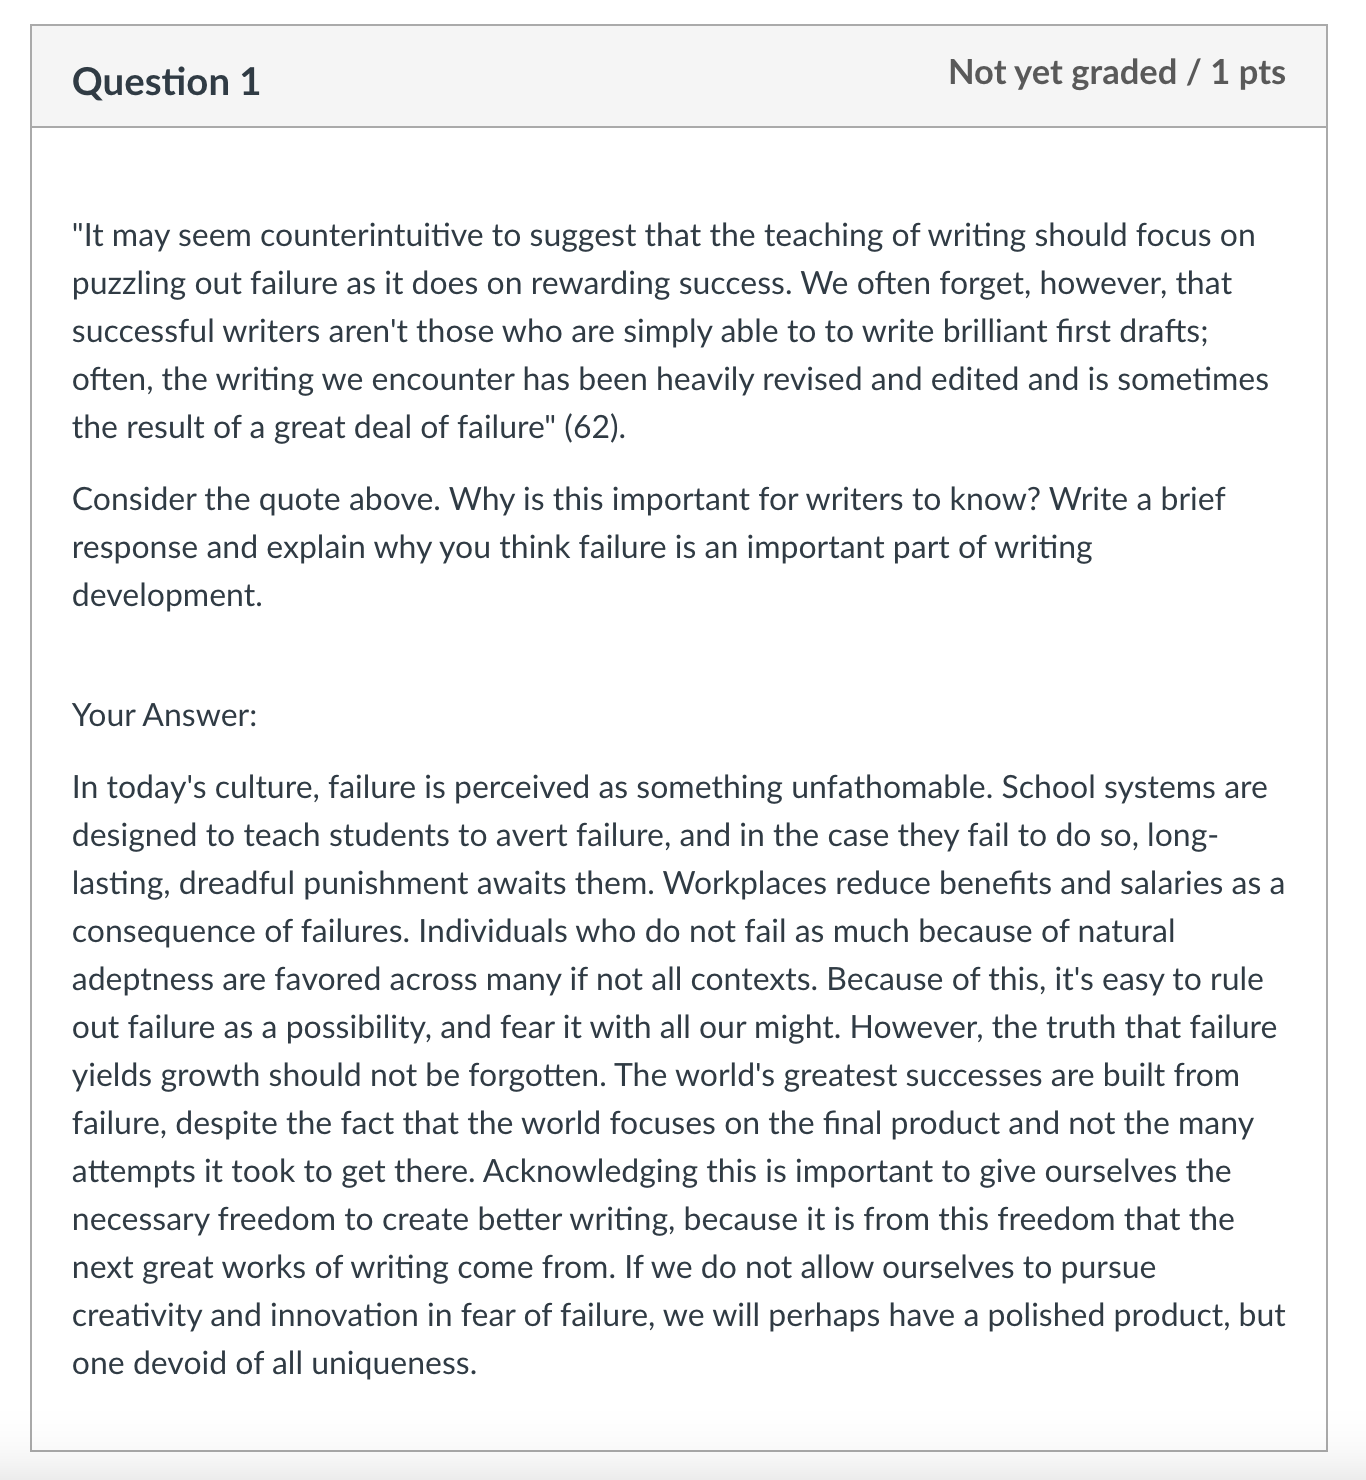 Question 1
Not yet graded / 1 pts
"It may seem counterintuitive to suggest that the teaching of writing should focus on
puzzling out failure as it does on rewarding success. We often forget, however, that
successful writers aren't those who are simply able to to write brilliant first drafts;
often, the writing we encounter has been heavily revised and edited and is sometimes
the result of a great deal of failure" (62).
Consider the quote above. Why is this important for writers to know? Write a brief
response and explain why you think failure is an important part of writing
development.
Your Answer:
In today's culture, failure is perceived as something unfathomable. School systems are
designed to teach students to avert failure, and in the case they fail to do so, long-
lasting, dreadful punishment awaits them. Workplaces reduce benefits and salaries as a
consequence of failures. Individuals who do not fail as much because of natural
adeptness are favored across many if not all contexts. Because of this, it's easy to rule
out failure as a possibility, and fear it with all our might. However, the truth that failure
yields growth should not be forgotten. The world's greatest successes are built from
failure, despite the fact that the world focuses on the final product and not the many
attempts it took to get there. Acknowledging this is important to give ourselves the
necessary freedom to create better writing, because it is from this freedom that the
next great works of writing come from. If we do not allow ourselves to pursue
creativity and innovation in fear of failure, we will perhaps have a polished product, but
one devoid of all uniqueness.